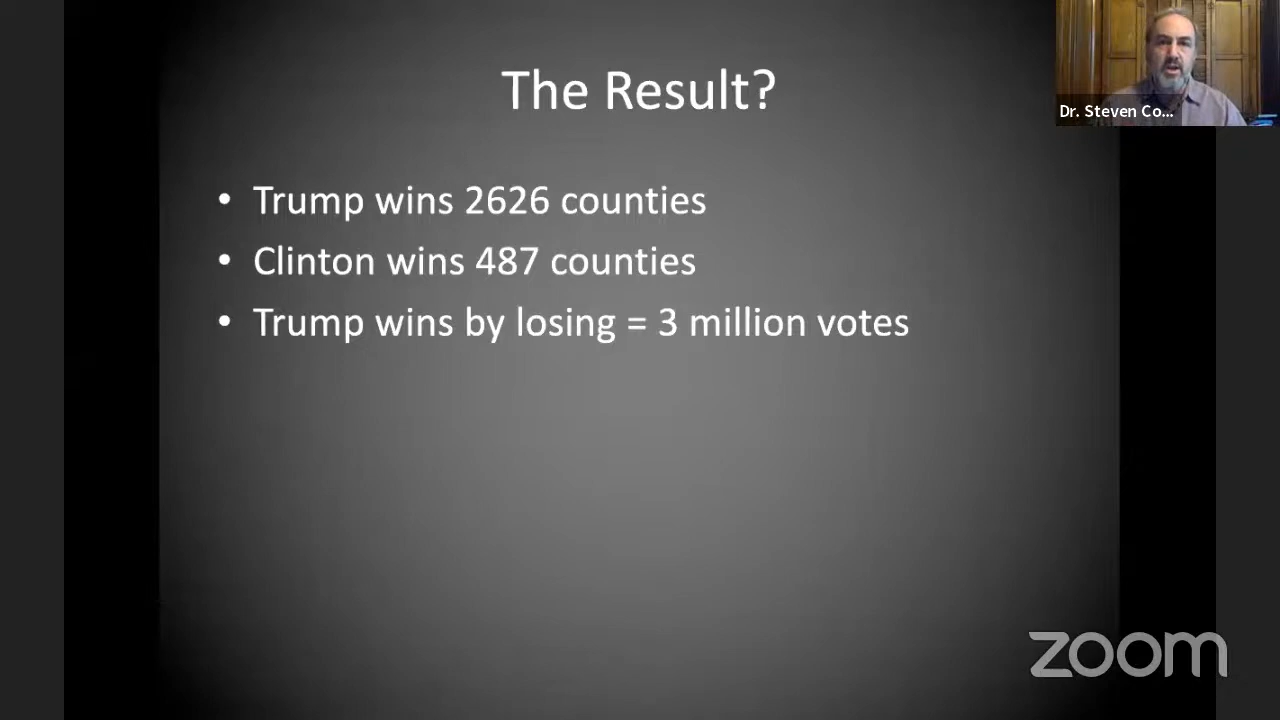 The Result?
Dr. Steven Co...
• Trump wins 2626 counties
• Clinton wins 487 counties
• Trump wins by losing = 3 million votes
zoom